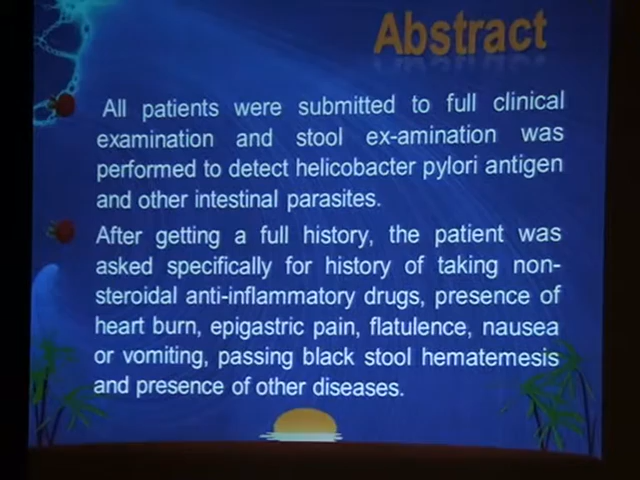 Abstract
All patients were submitted to full clinical
examination and stool ex-amination was
performed to detect helicobacter pylori antigen
and other intestinal parasites.
After getting a full history, the patient was
asked specifically for history of taking non-
steroidal anti-inflammatory drugs, presence of
heart burn, epigastric pain, flatulence, nausea
or vomiting, passing black stool hematemesis
and presence of other diseases.